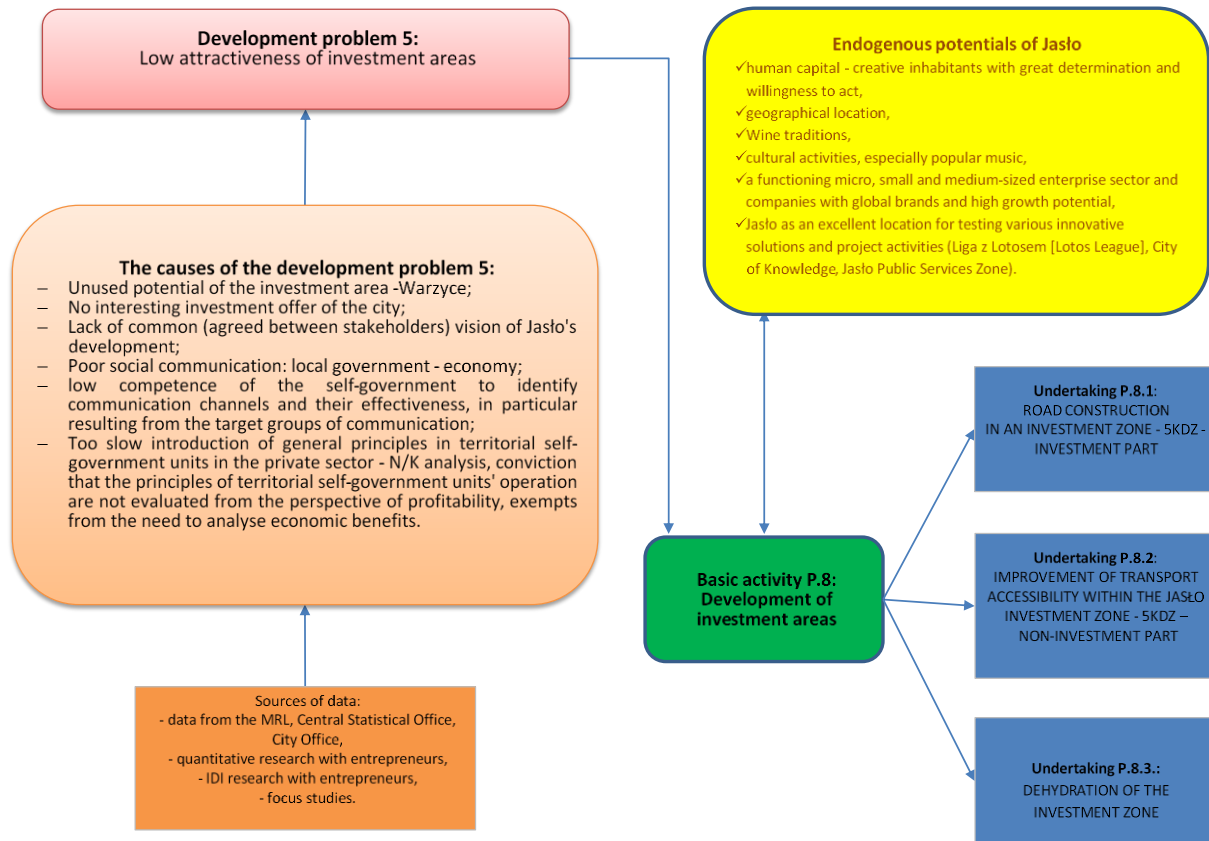 Development problem 5:
Low attractiveness of investment areas
The causes of the development problem 5:
– Unused potential of the investment area -Warzyce;
– No interesting investment offer of the city;
– Lack of common (agreed between stakeholders) vision of Jasło's
development;
– Poor social communication: local government - economy;
– low competence of the self-government to identify
communication channels and their effectiveness, in particular
resulting from the target groups of communication;
– Too slow introduction of general principles in territorial self-
government units in the private sector - N/K analysis, conviction
that the principles of territorial self-government units' operation
are not evaluated from the perspective of profitability, exempts
from the need to analyse economic benefits.
Sources of data:
- data from the MRL, Central Statistical Office,
City Office,
- quantitative research with entrepreneurs,
- IDI research with entrepreneurs,
- focus studies.
Endogenous potentials of Jasło
✓human capital - creative inhabitants with great determination and
willingness to act,
✓geographical location,
✓Wine traditions,
✓cultural activities, especially popular music,
✓a functioning micro, small and medium-sized enterprise sector and
companies with global brands and high growth potential,
✓Jasło as an excellent location for testing various innovative
solutions and project activities (Liga z Lotosem [Lotos League], City
of Knowledge, Jasło Public Services Zone).
Basic activity P.8:
Development of
investment areas
Undertaking P.8.1:
ROAD CONSTRUCTION
IN AN INVESTMENT ZONE - 5KDZ -
INVESTMENT PART
Undertaking P.8.2:
IMPROVEMENT OF TRANSPORT
ACCESSIBILITY WITHIN THE JASŁO
INVESTMENT ZONE - 5KDZ –
NON-INVESTMENT PART
Undertaking P.8.3.:
DEHYDRATION OF THE
INVESTMENT ZONE